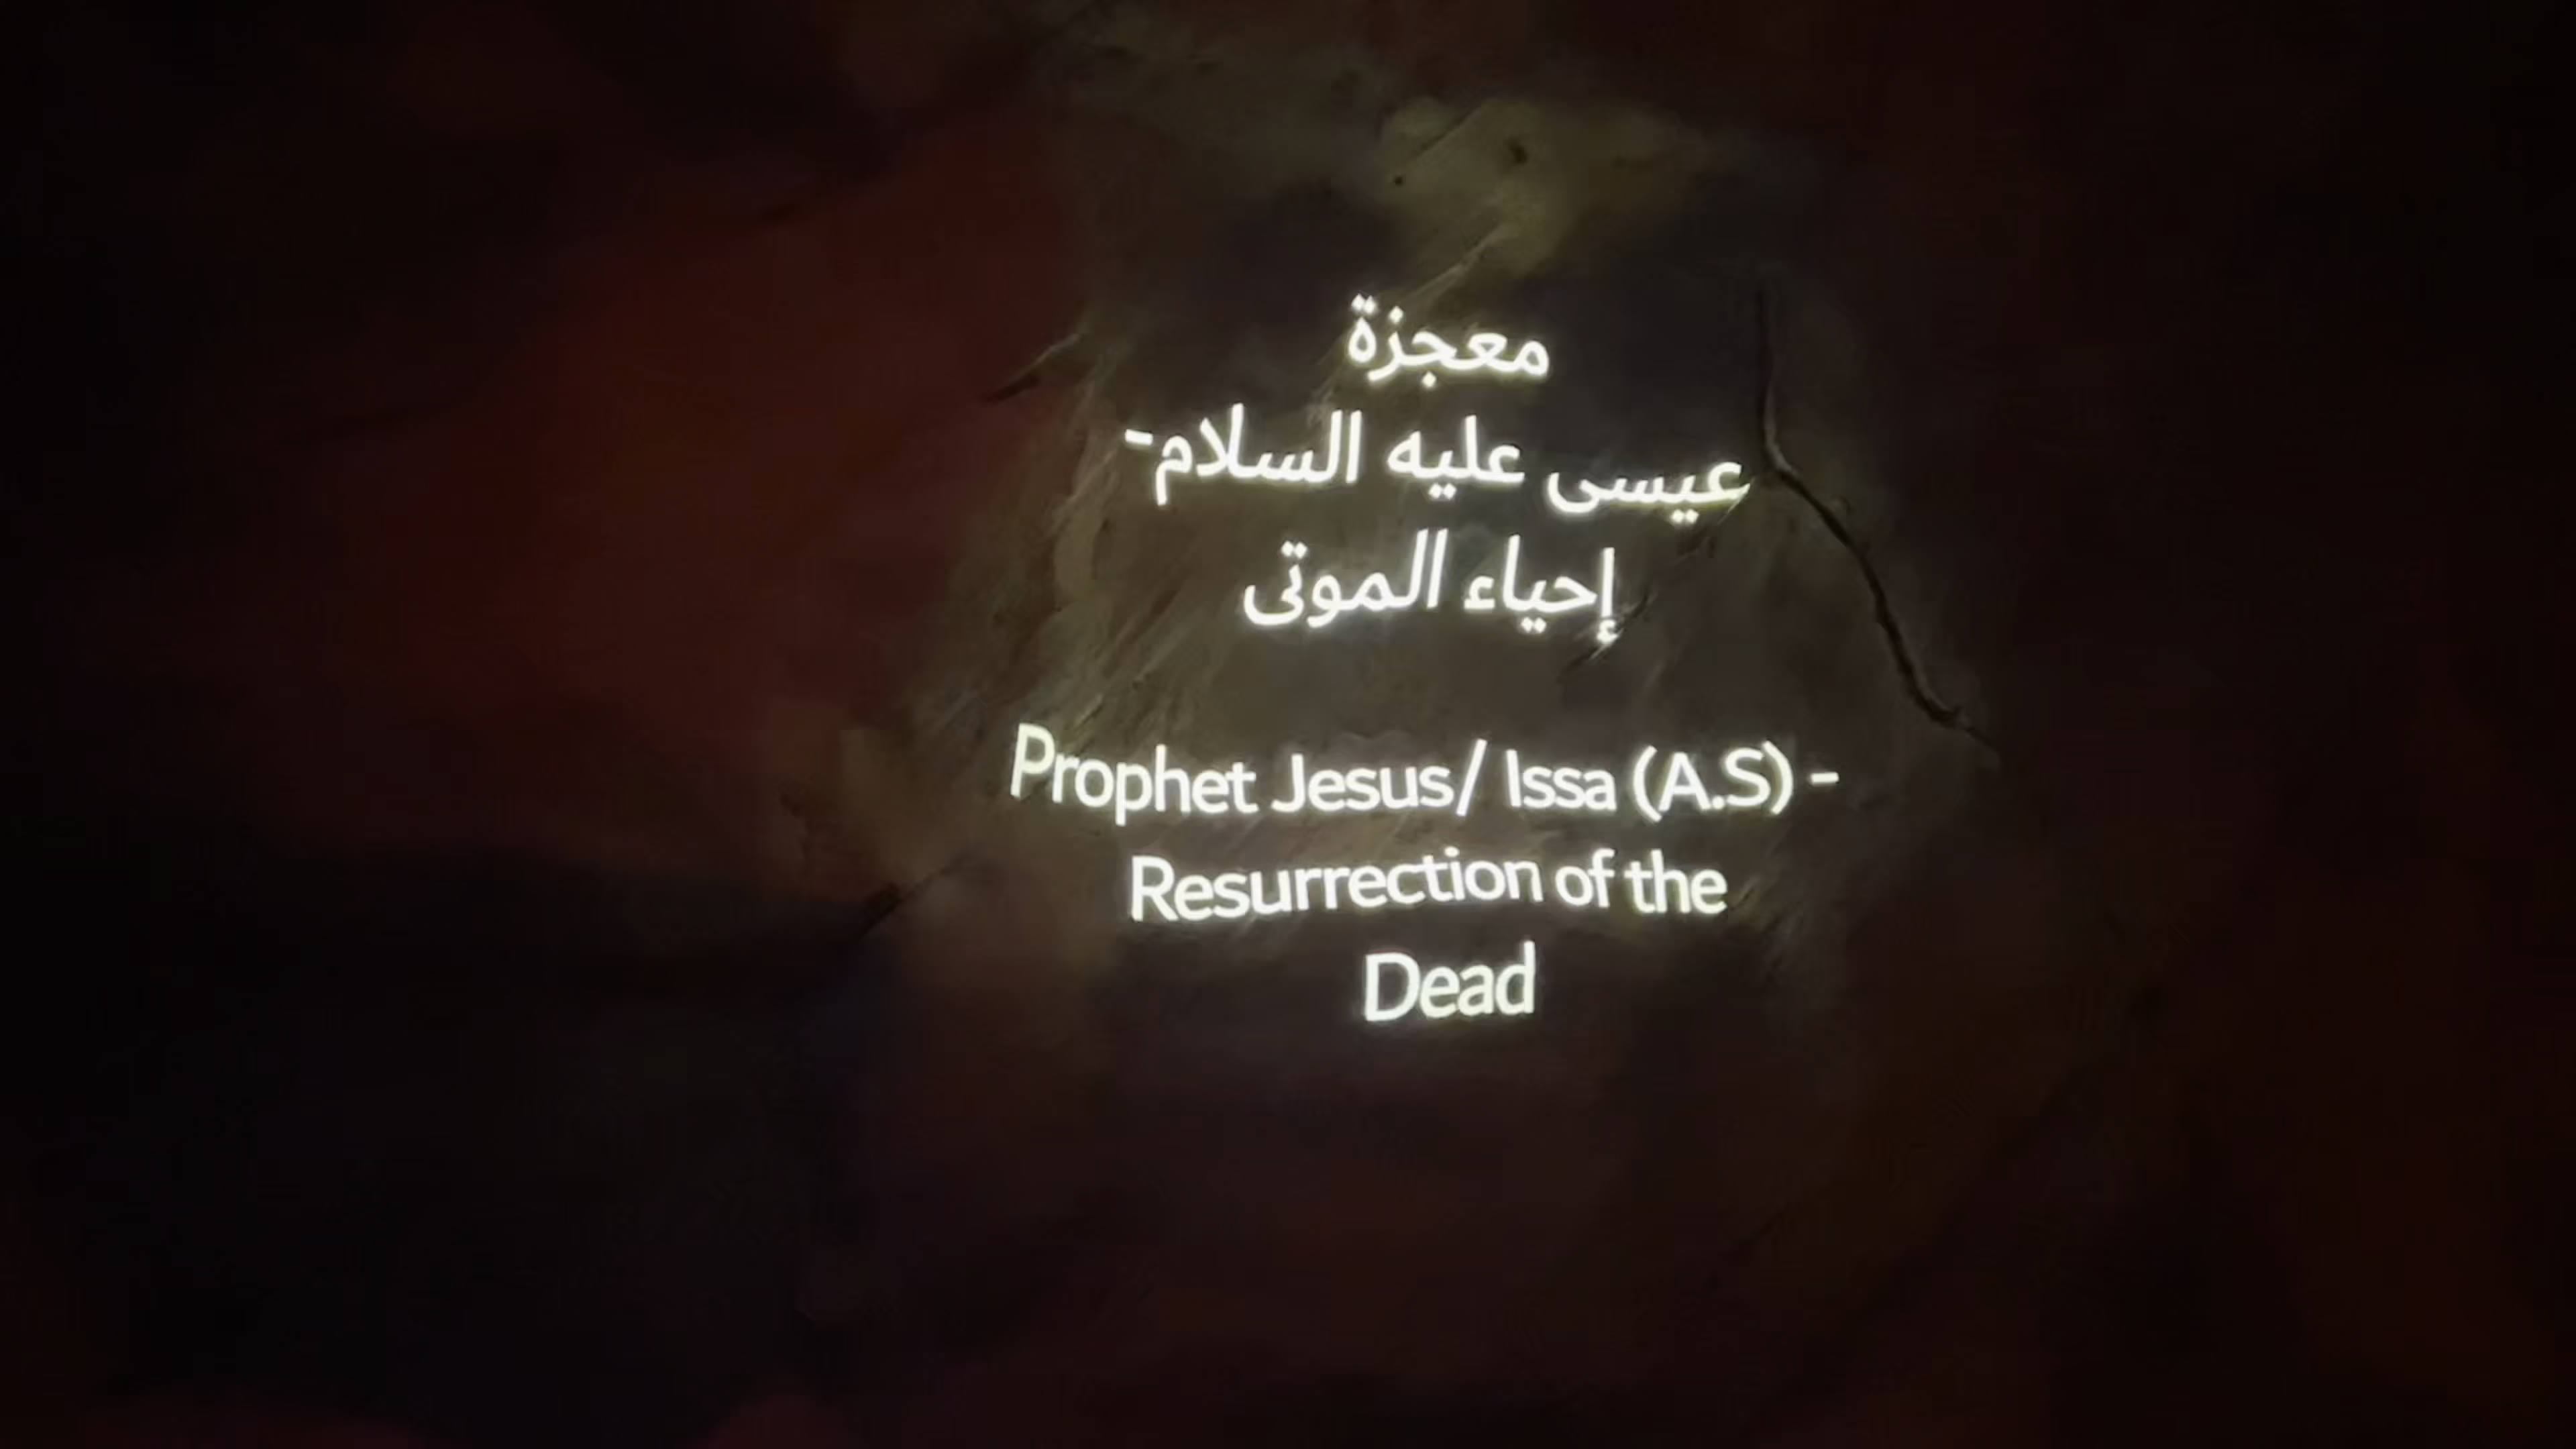 معجزة
عيسى عليه السلام-
إحياء الموتى
Prophet Jesus/ Issa (A.S) -
Resurrection of the
Dead